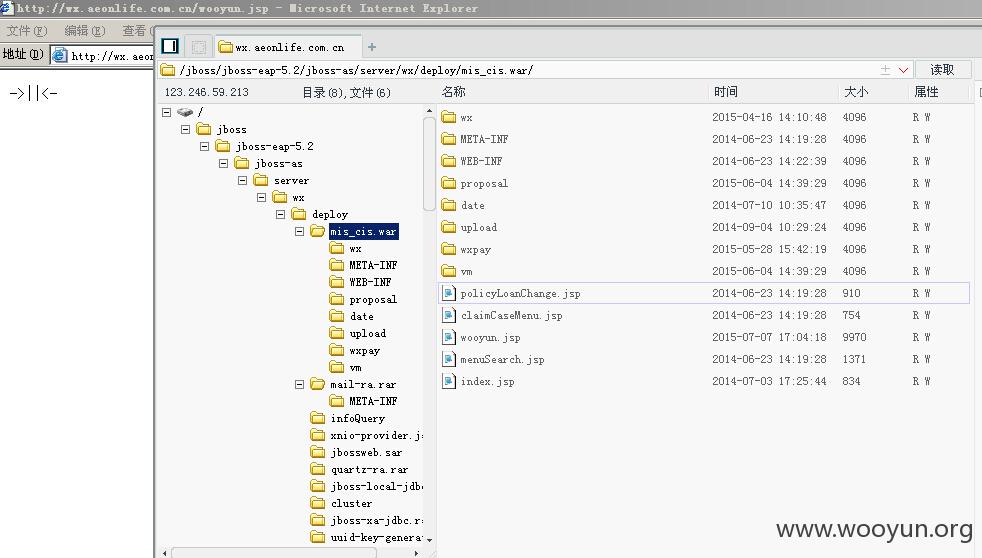 http://wx.aeonlife.com.cn/wooyun.jsp - Microsoft Internet Explorer
文件(F) 编辑(E) 查看(
地址(D) http://wx.aeon
->||<-
wx.aeonlife.com.cn +
/jboss/jboss-eap-5.2/jboss-as/server/wx/deploy/mis_cis.war/ 读取
123.246.59.213 目录(8),文件(6)
/
jboss
jboss-eap-5.2
jboss-as
server
wx
deploy
mis_cis.war
wx
META-INF
WEB-INF
proposal
date
upload
wxpay
vm
mail-ra.rar
META-INF
infoQuery
xnio-provider.j
jbossweb.sar
quartz-ra.rar
jboss-local-jdb
cluster
jboss-xa-jdbc.r
uuid-key-genera
名称 时间 大小 属性
wx 2015-04-16 14:10:48 4096 R W
META-INF 2014-06-23 14:19:28 4096 R W
WEB-INF 2014-06-23 14:22:39 4096 R W
proposal 2015-06-04 14:39:29 4096 R W
date 2014-07-10 10:35:47 4096 R W
upload 2014-09-04 10:29:24 4096 R W
wxpay 2015-05-28 15:42:19 4096 R W
vm 2015-06-04 14:39:29 4096 R W
policyLoanChange.jsp 2014-06-23 14:19:28 910 R W
claimCaseMenu.jsp 2014-06-23 14:19:28 754 R W
wooyun.jsp 2015-07-07 17:04:18 9970 R W
menuSearch.jsp 2014-06-23 14:19:28 1371 R W
index.jsp 2014-07-03 17:25:44 834 R W
www.wooyun.org